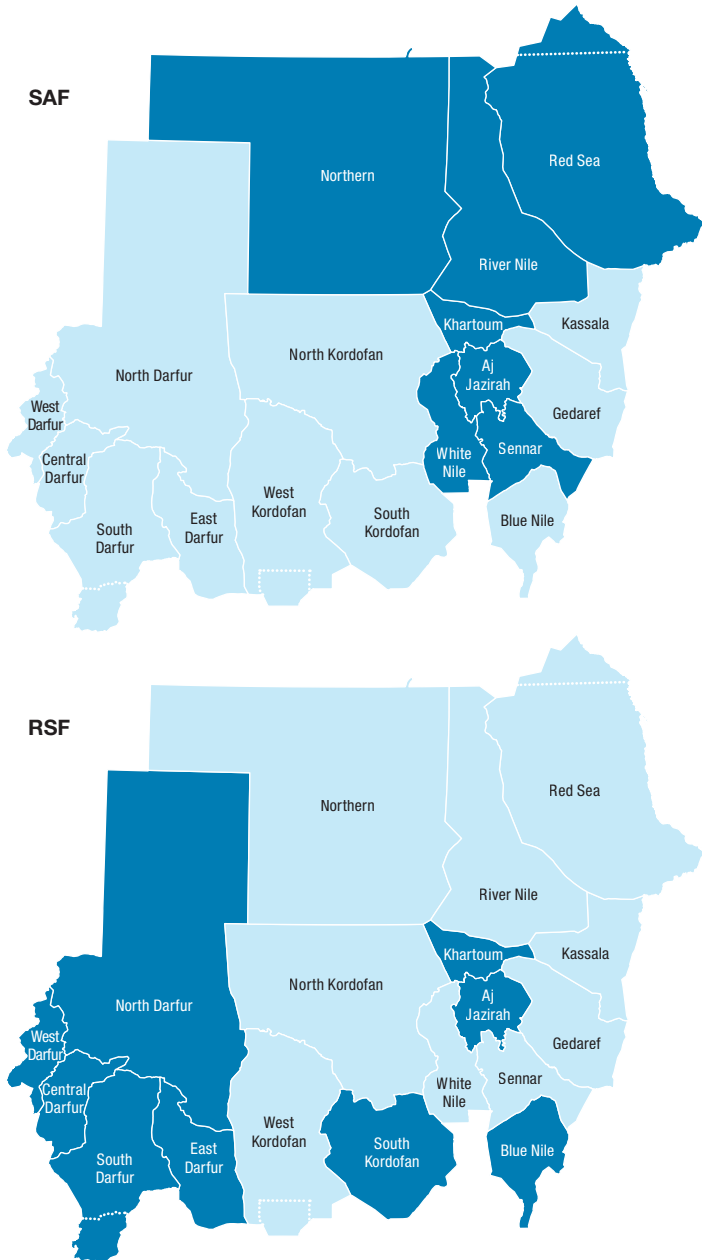 SAF
Northern
Red Sea
River Nile
Khartoum
Kassala
North Kordofan
Aj
Jazirah
North Darfur
West
Darfur
Gedaref
Central
Darfur
White
Nile
Sennar
West
Kordofan
South
Kordofan
South
Darfur
East
Darfur
Blue Nile
RSF
Northern
Red Sea
River Nile
Khartoum
Kassala
North Kordofan
Aj
Jazirah
North Darfur
West
Darfur
Gedaref
Central
Darfur
White
Nile
Sennar
West
Kordofan
South
Kordofan
South
Darfur
East
Darfur
Blue Nile